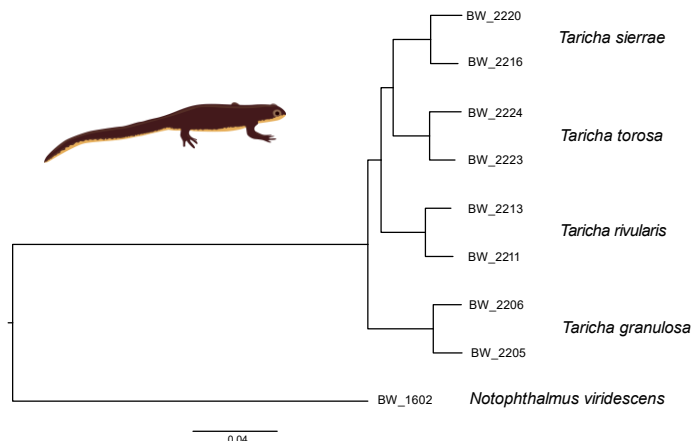 BW_2220
Taricha sierrae
BW_2216
BW_2224
Taricha torosa
BW_2223
BW_2213
Taricha rivularis
BW_2211
BW_2206
Taricha granulosa
BW_2205
BW_1602 Notophthalmus viridescens
0.04